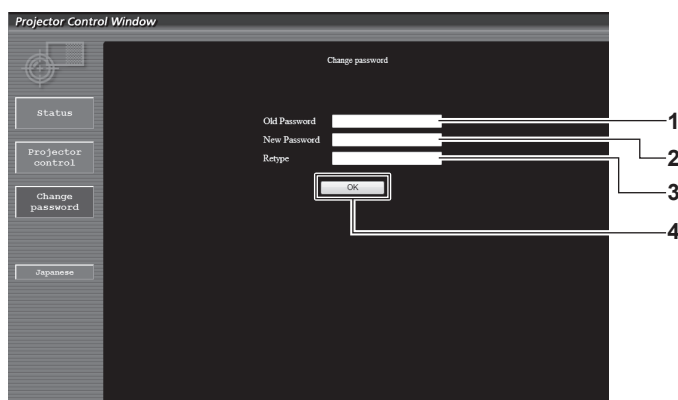 Projector Control Window
Change password
Status
Projector
control
Change
password
Japanese
Old Password
1
New Password
2
Retype
3
OK
4